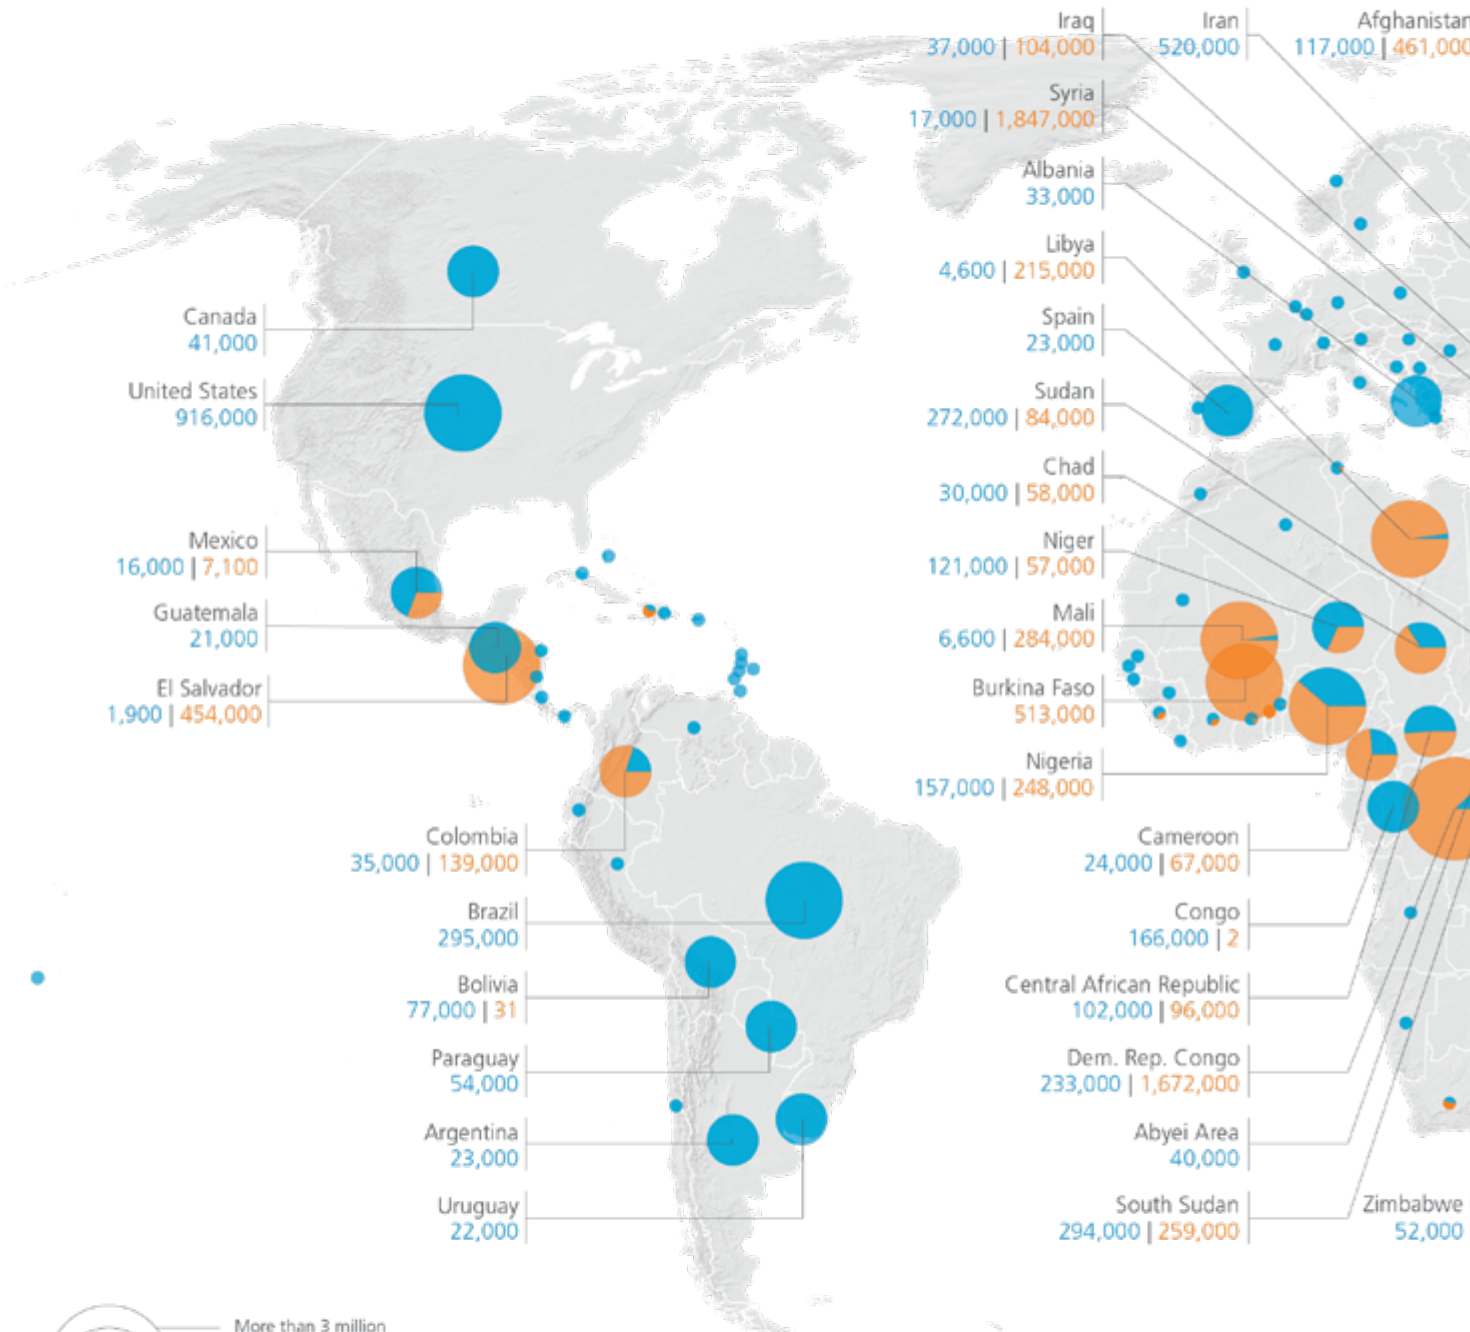 Iraq
37,000 | 104,000
Iran
520,000
Afghanistan
117,000 | 461,000
Syria
17,000 | 1,847,000
Albania
33,000
Libya
4,600 | 215,000
Canada
41,000
Spain
23,000
United States
916,000
Sudan
272,000 | 84,000
Chad
30,000 | 58,000
Mexico
16,000 | 7,100
Niger
121,000 | 57,000
Guatemala
21,000
Mali
6,600 | 284,000
El Salvador
1,900 | 454,000
Burkina Faso
513,000
Nigeria
157,000 | 248,000
Colombia
35,000 | 139,000
Cameroon
24,000 | 67,000
Brazil
295,000
Congo
166,000 | 2
Bolivia
77,000 | 31
Central African Republic
102,000 | 96,000
Paraguay
54,000
Dem. Rep. Congo
233,000 | 1,672,000
Argentina
23,000
Abyei Area
40,000
Uruguay
22,000
South Sudan
294,000 | 259,000
Zimbabwe
52,000
More than 3 million